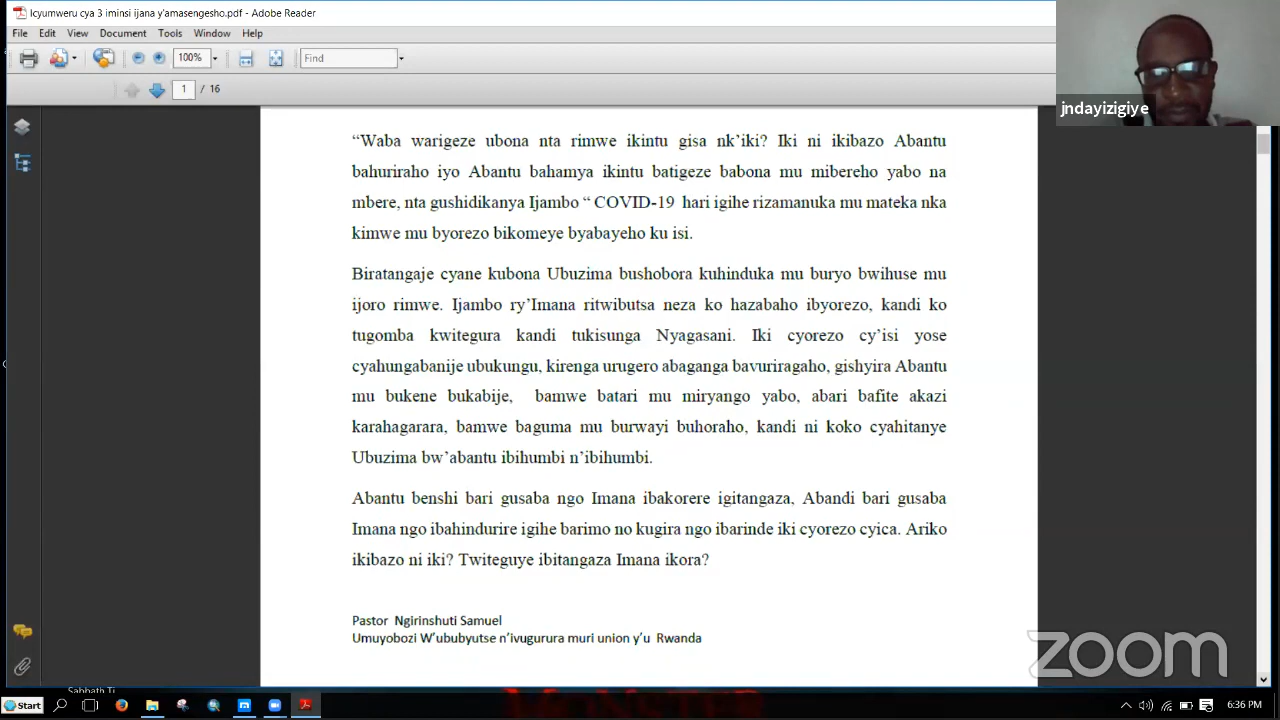 Icyumweru cya 3 iminsi ijana y'amasengesho.pdf - Adobe Reader
File Edit View Document Tools Window Help
100% Find
1 / 16
jndayizigiye
“Waba warigeze ubona nta rimwe ikintu gisa nk’iki? Iki ni ikibazo Abantu
bahuriraho iyo Abantu bahamya ikintu batigeze babona mu mibereho yabo na
mbere, nta gushidikanya Ijambo “ COVID-19 hari igihe rizamanuka mu mateka nka
kimwe mu byorezo bikomeye byabayeho ku isi.
Biratangaje cyane kubona Ubuzima bushobora kuhinduka mu buryo bwihuse mu
ijoro rimwe. Ijambo ry’Imana ritwibutsa neza ko hazabaho ibyorezo, kandi ko
tugomba kwitegura kandi tukisunga Nyagasani. Iki cyorezo cy’isi yose
cyahungabanije ubukungu, kirenga urugero abaganga bavuriragaho, gishyira Abantu
mu bukene bukabije, bamwe batari mu miryango yabo, abari bafite akazi
karahagarara, bamwe baguma mu burwayi buhoraho, kandi ni koko cyahitanye
Ubuzima bw’abantu ibihumbi n’ibihumbi.
Abantu benshi bari gusaba ngo Imana ibakorere igitangaza, Abandi bari gusaba
Imana ngo ibahindurire igihe barimo no kugira ngo ibarinde iki cyorezo cyica. Ariko
ikibazo ni iki? Twiteguye ibitangaza Imana ikora?
Pastor Ngirinshuti Samuel
Umuyobozi W’ububyutse n’ivugurura muri union y’u Rwanda
zoom
Sabbath
Start
6:36 PM